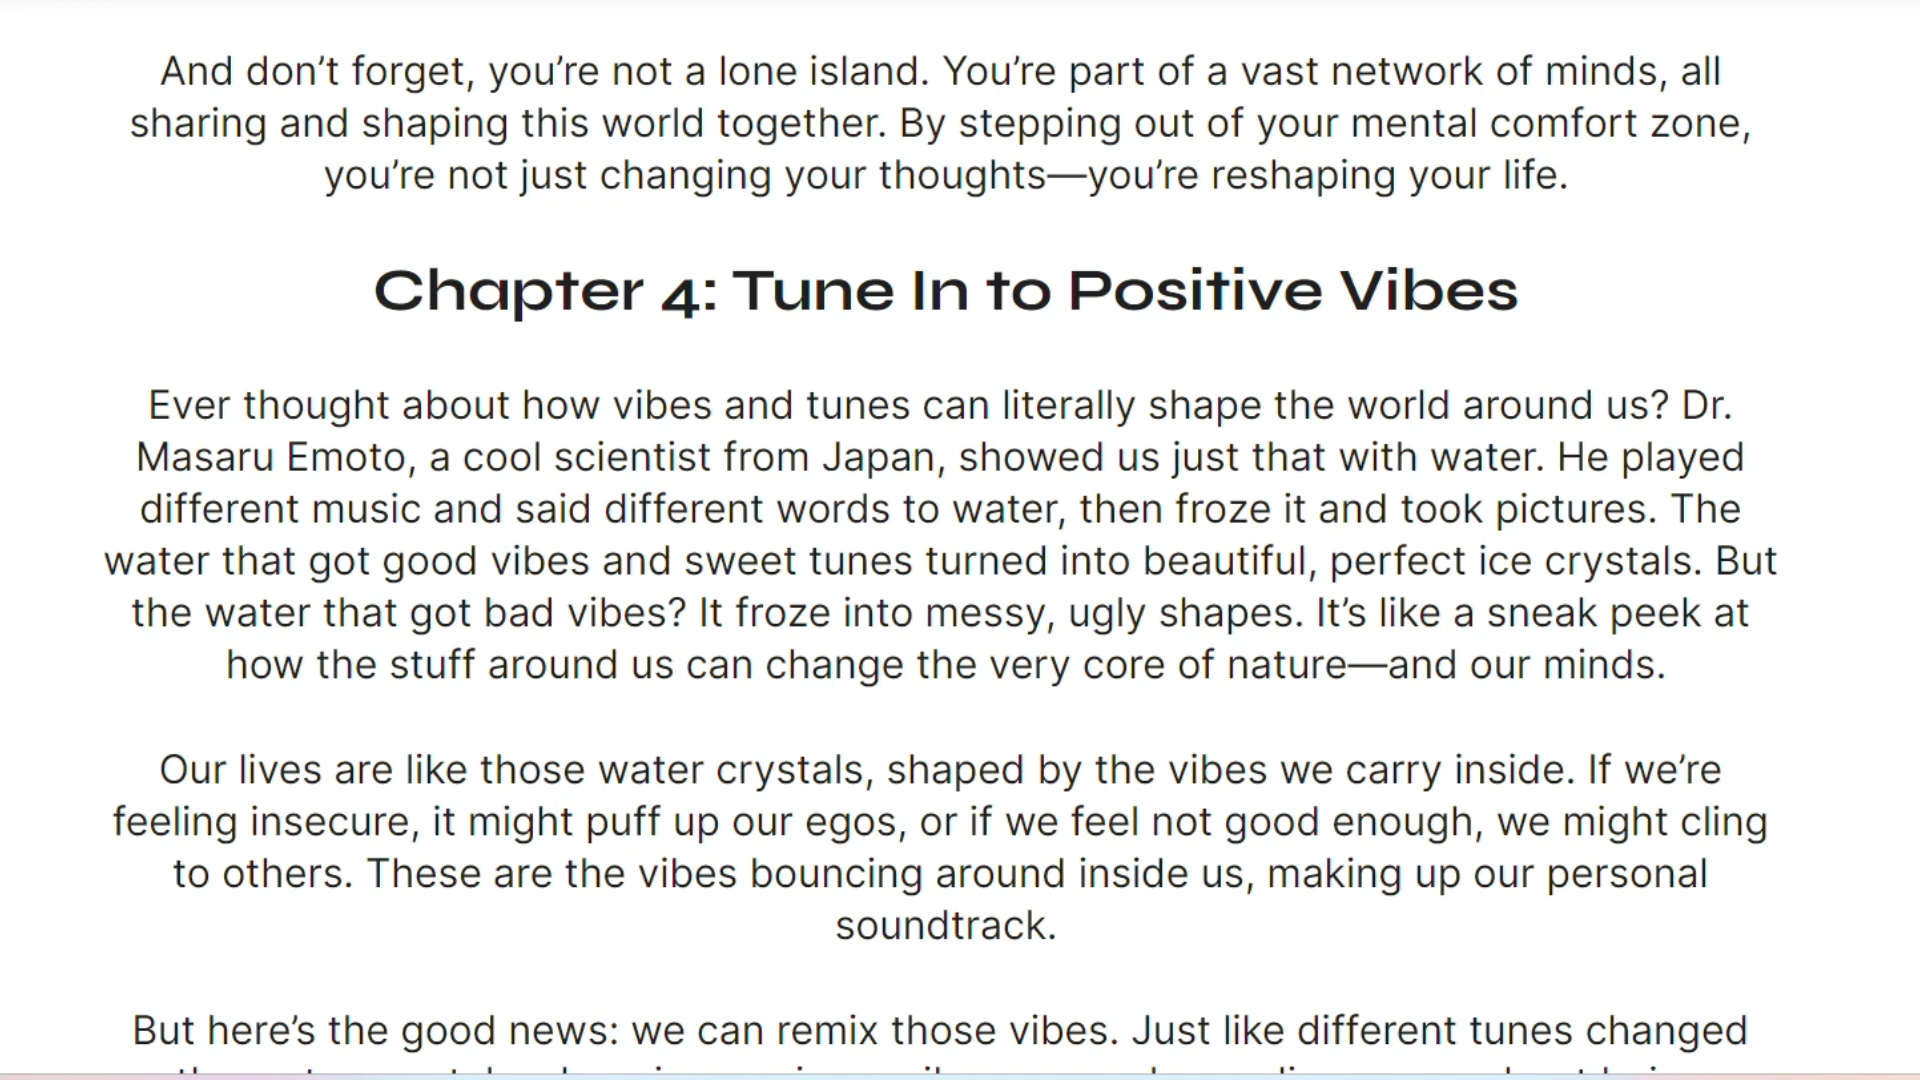 And don’t forget, you’re not a lone island. You’re part of a vast network of minds, all
sharing and shaping this world together. By stepping out of your mental comfort zone,
you’re not just changing your thoughts—you’re reshaping your life.
Chapter 4: Tune In to Positive Vibes
Ever thought about how vibes and tunes can literally shape the world around us? Dr.
Masaru Emoto, a cool scientist from Japan, showed us just that with water. He played
different music and said different words to water, then froze it and took pictures. The
water that got good vibes and sweet tunes turned into beautiful, perfect ice crystals. But
the water that got bad vibes? It froze into messy, ugly shapes. It’s like a sneak peek at
how the stuff around us can change the very core of nature—and our minds.
Our lives are like those water crystals, shaped by the vibes we carry inside. If we’re
feeling insecure, it might puff up our egos, or if we feel not good enough, we might cling
to others. These are the vibes bouncing around inside us, making up our personal
soundtrack.
But here’s the good news: we can remix those vibes. Just like different tunes changed